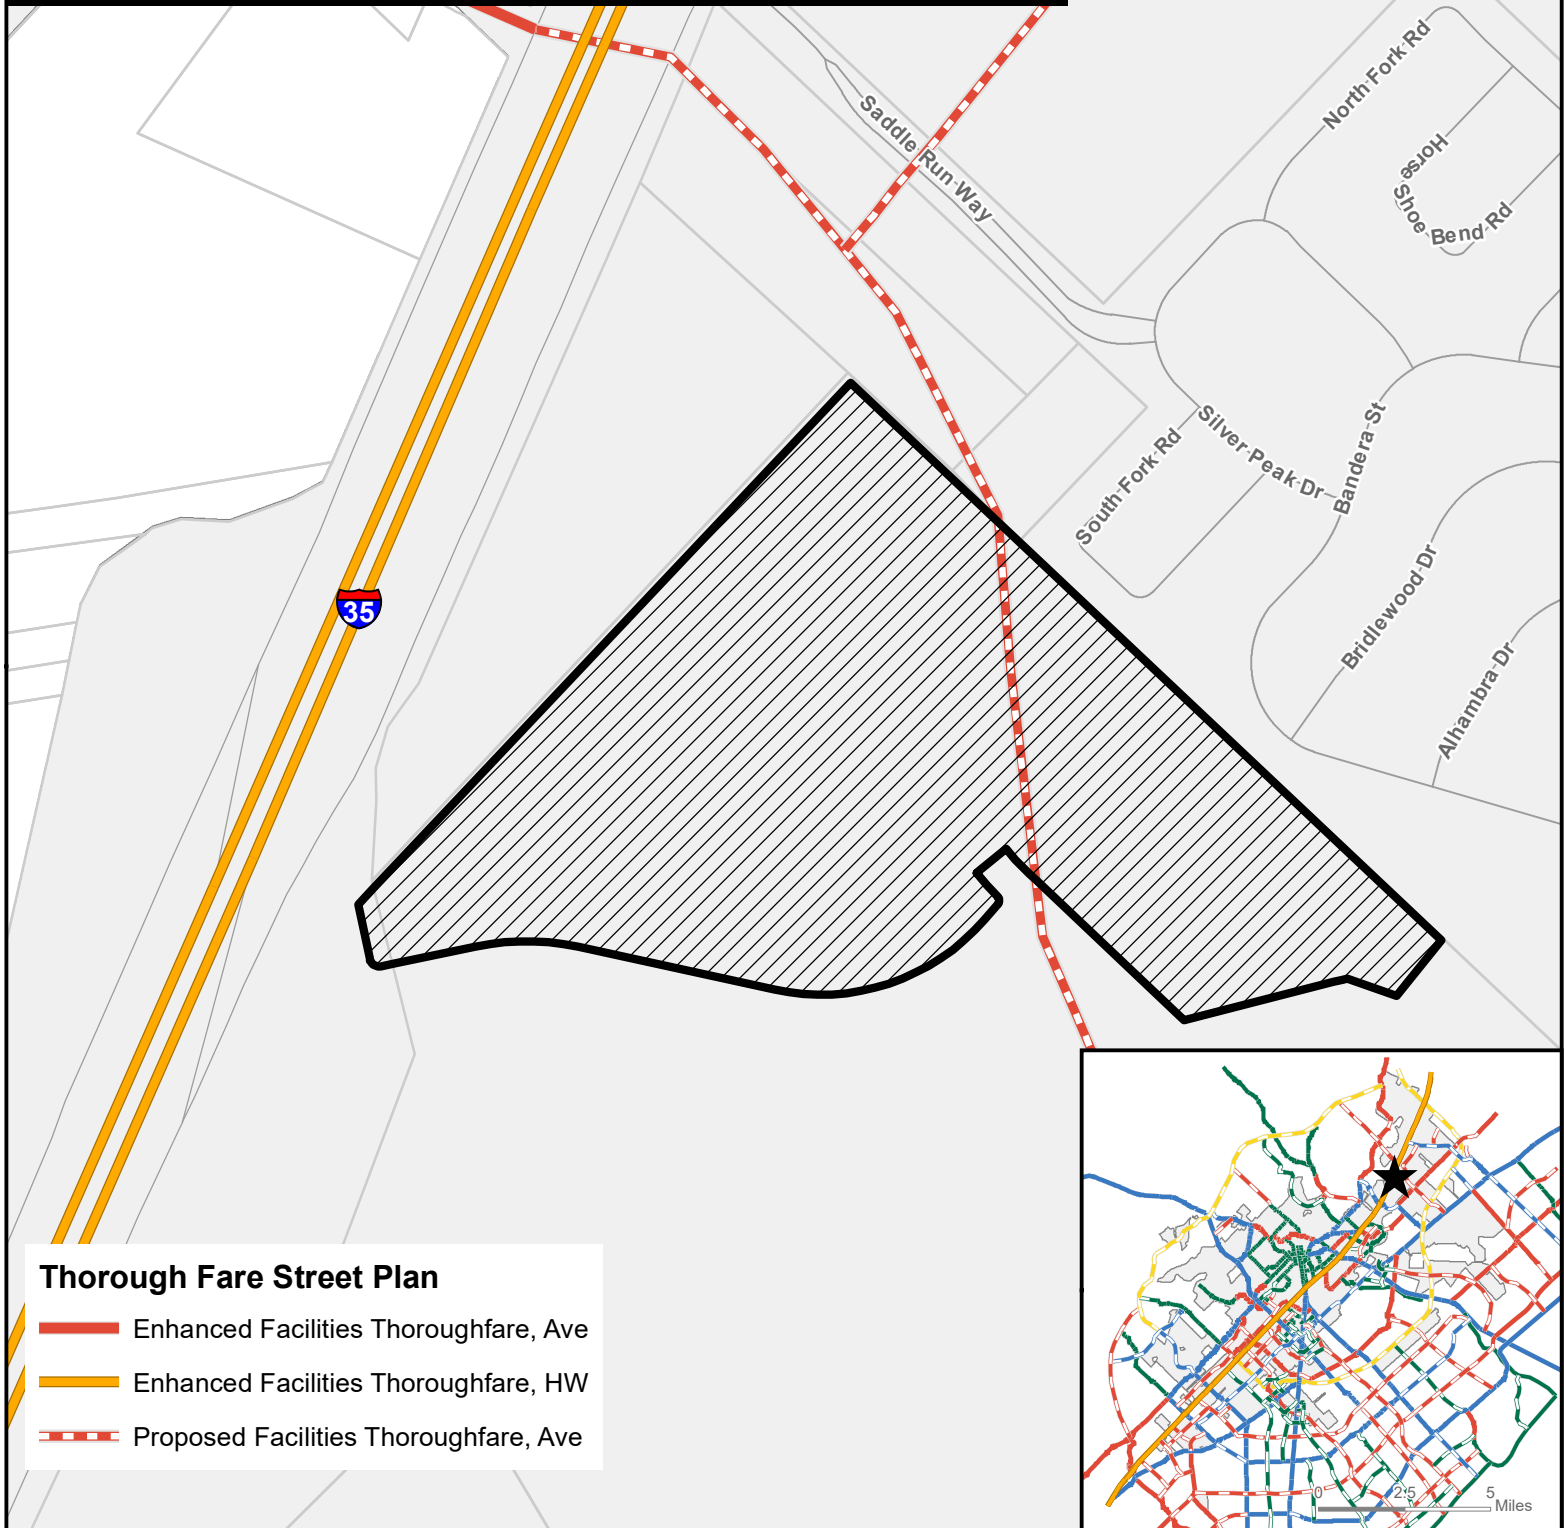 North Fork Rd
Saddle Run Way
Horse Shoe Bend Rd
Silver Peak Dr
Bandera St
South Fork Rd
Bridlewood Dr
Alhambra Dr
35
Thorough Fare Street Plan
Enhanced Facilities Thoroughfare, Ave
Enhanced Facilities Thoroughfare, HW
Proposed Facilities Thoroughfare, Ave
0 2.5 5
Miles